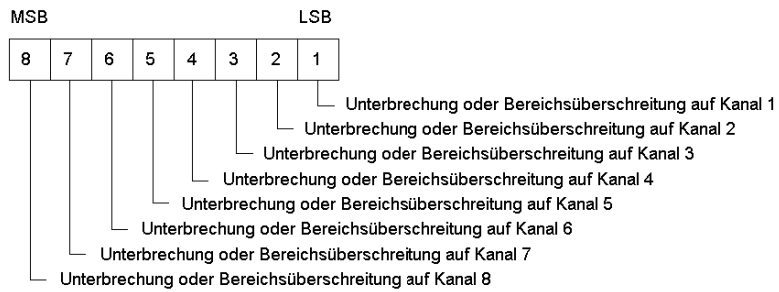 MSB LSB
8 7 6 5 4 3 2 1
Unterbrechung oder Bereichsüberschreitung auf Kanal 1
Unterbrechung oder Bereichsüberschreitung auf Kanal 2
Unterbrechung oder Bereichsüberschreitung auf Kanal 3
Unterbrechung oder Bereichsüberschreitung auf Kanal 4
Unterbrechung oder Bereichsüberschreitung auf Kanal 5
Unterbrechung oder Bereichsüberschreitung auf Kanal 6
Unterbrechung oder Bereichsüberschreitung auf Kanal 7
Unterbrechung oder Bereichsüberschreitung auf Kanal 8